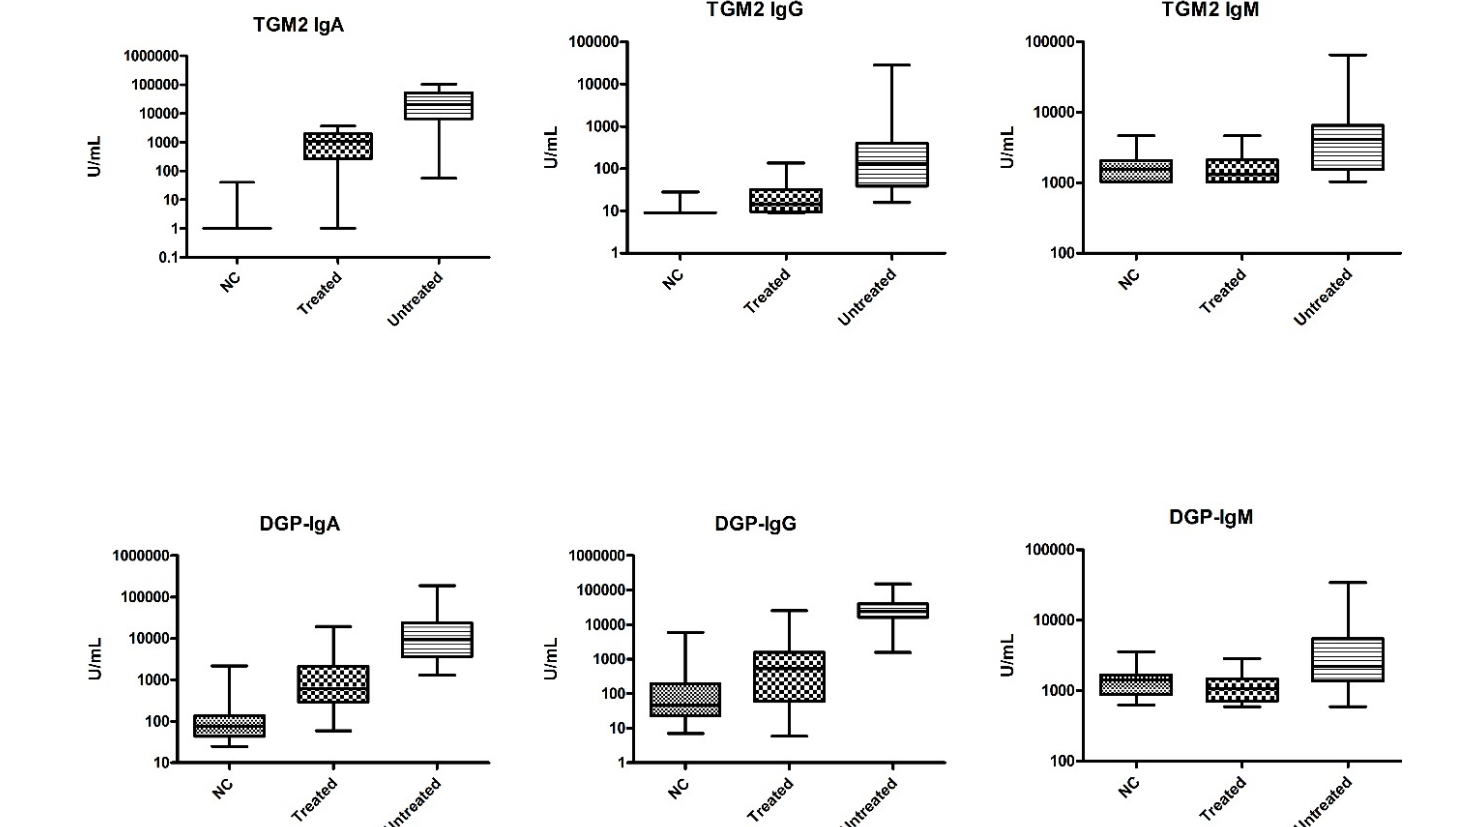 TGM2 IgA
1000000
100000
10000
1000
100
10
1
0.1
U/mL
NC
Treated
Untreated
TGM2 IgG
100000
10000
1000
100
10
1
U/mL
NC
Treated
Untreated
TGM2 IgM
100000
10000
1000
100
U/mL
NC
Treated
Untreated
DGP-IgA
1000000
100000
10000
1000
100
10
U/mL
NC
Treated
Untreated
DGP-IgG
1000000
100000
10000
1000
100
10
1
U/mL
NC
Treated
Untreated
DGP-IgM
100000
10000
1000
100
U/mL
NC
Treated
Untreated